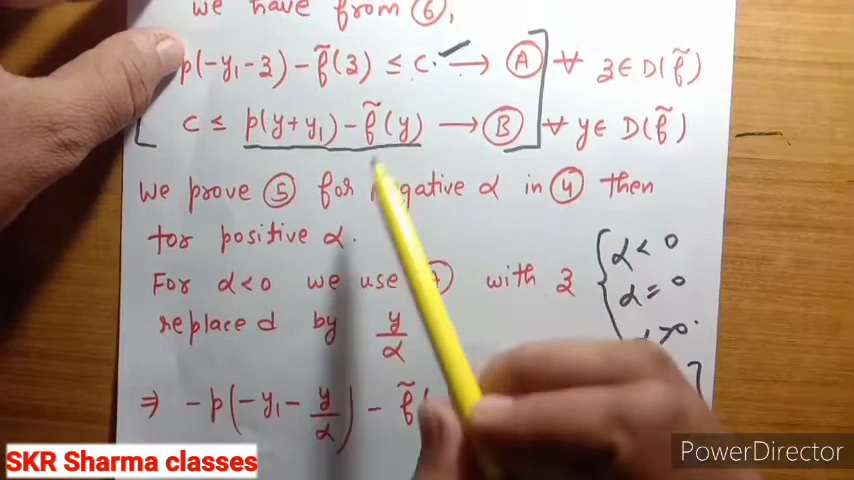 we have from ⑥,
p(-y₁-z) - f̃(z) ≤ c. → Ⓐ ∀ z ∈ D(f̃)
c ≤ p(y+y₁) - f̃(y) → Ⓑ ∀ y ∈ D(f̃)
We prove ⑤ for negative α in ④ then
for positive α.
For α<0 we use with z
α < 0
α = 0
replaced by y/α
⇒ -p(-y₁ - y/α) - f̃(
SKR Sharma classes
PowerDirector